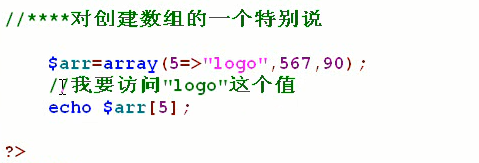 //****对创建数组的一个特别说
$arr=array(5=>"logo",567,90);
//我要访问"logo"这个值
echo $arr[5];
?>